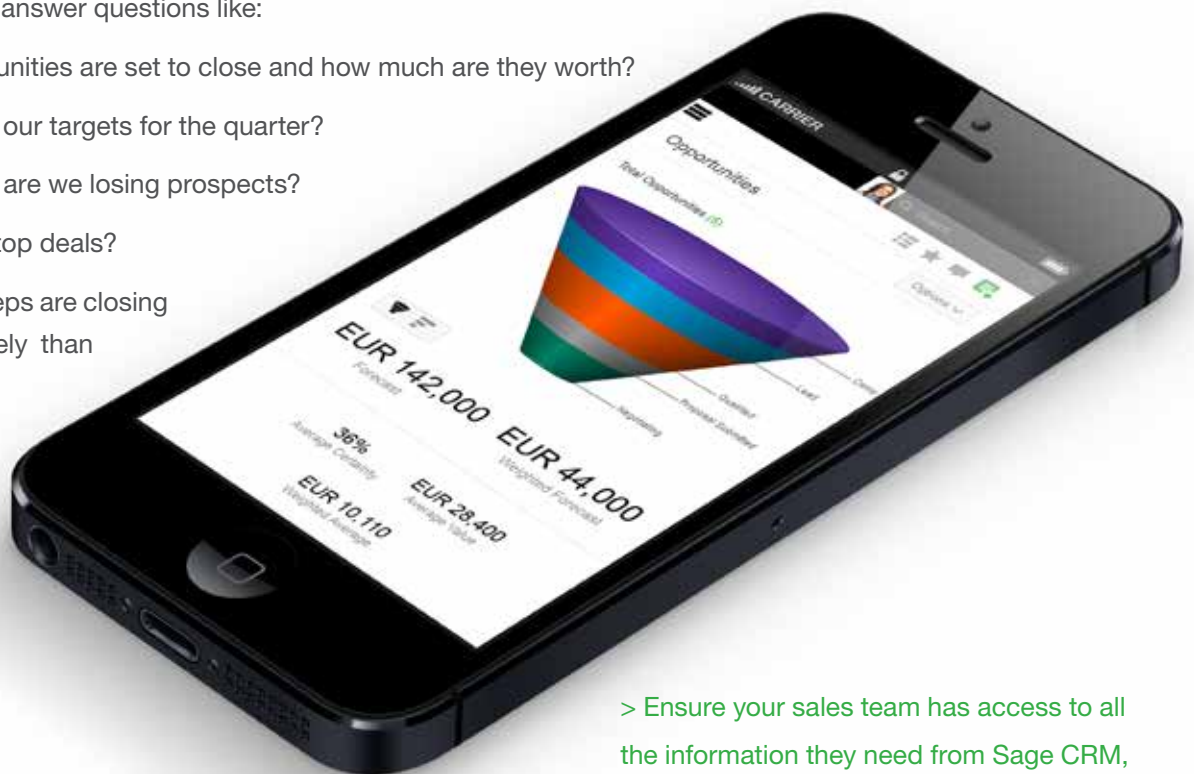 answer questions like:
unities are set to close and how much are they worth?
our targets for the quarter?
are we losing prospects?
top deals?
eps are closing
ely than
CARRIER
Opportunities
Total Opportunities (5)
Options
Lead
Qualified
Proposal Submitted
Negotiating
EUR 142,000
Forecast
EUR 44,000
Weighted Forecast
36%
Average Certainty
EUR 28,400
Average Value
EUR 10,110
Weighted Average
> Ensure your sales team has access to all
the information they need from Sage CRM,